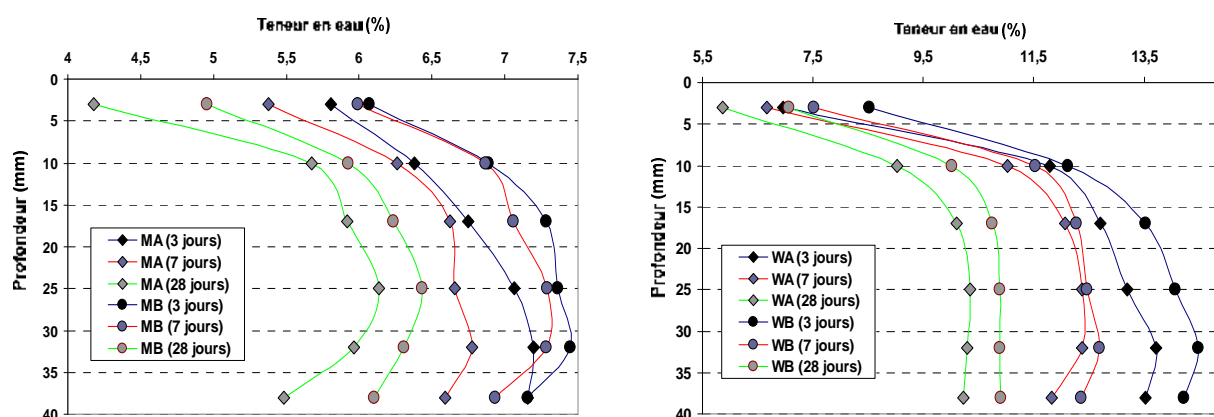 Teneur en eau (%)
4 4,5 5 5,5 6 6,5 7 7,5
0
5
10
15
20
25
30
35
40
Profondeur (mm)
MA (3 jours)
MA (7 jours)
MA (28 jours)
MB (3 jours)
MB (7 jours)
MB (28 jours)
Teneur en eau (%)
5,5 7,5 9,5 11,5 13,5
0
5
10
15
20
25
30
35
40
Profondeur (mm)
WA (3 jours)
WA (7 jours)
WA (28 jours)
WB (3 jours)
WB (7 jours)
WB (28 jours)